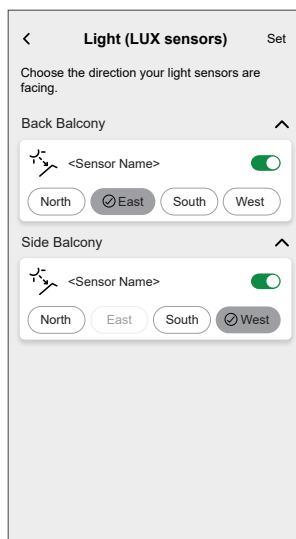 Light (LUX sensors) Set
Choose the direction your light sensors are
facing.
Back Balcony
<Sensor Name>
North East South West
Side Balcony
<Sensor Name>
North East South West